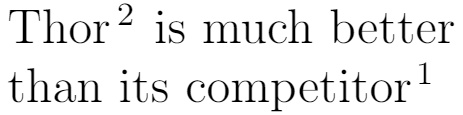 Thor² is much better
than its competitor¹